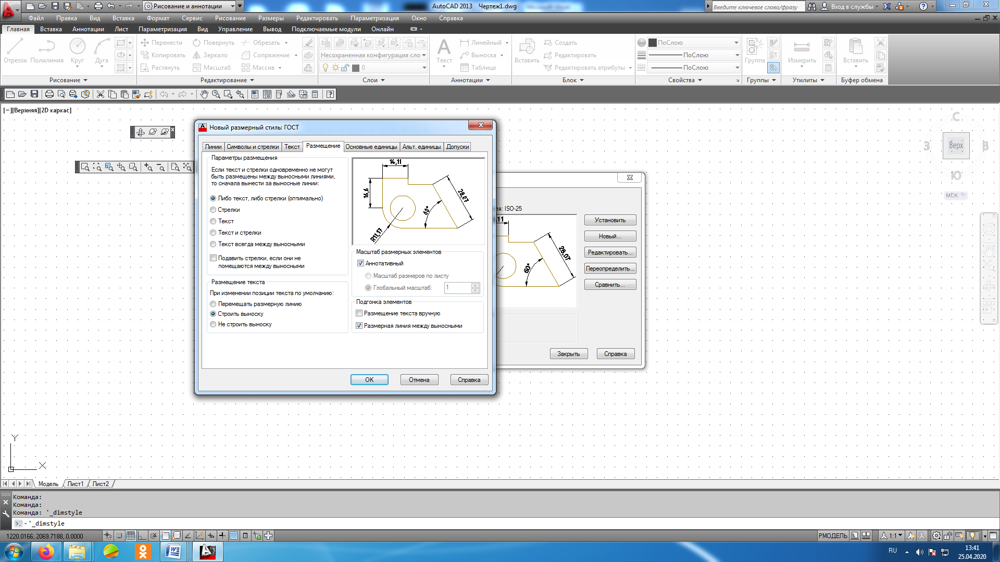 Рисование и аннотации
AutoCAD 2013 Чертеж1.dwg
Введите ключевое слово/фразу
Вход в службы
Файл Правка Вид Вставка Формат Сервис Рисование Размеры Редактировать Параметризация Окно Справка
Главная Вставка Аннотации Лист Параметризация Вид Управление Вывод Подключаемые модули Онлайн
Отрезок Полилиния Круг Дуга
Перенести Повернуть Обрезать
Копировать Зеркало Сопряжение
Растянуть Масштаб Массив
Несохраненная конфигурация сло
0
Текст
Линейный
Выноска
Таблица
Вставить
Создать
Редактировать
Редактировать атрибуты
ПоСлою
ПоСлою
ПоСлою
Группа
Измерить
Вставить
Рисование Редактирование Слои Аннотации Блок Свойства Группы Утилиты Буфер обмена
[−][Верхняя][2D каркас]
С
З Верх В
Ю
МСК
Новый размерный стиль: ГОСТ
Линии Символы и стрелки Текст Размещение Основные единицы Альт. единицы Допуски
Параметры размещения
Если текст и стрелки одновременно не могут
быть размещены между выносными линиями,
то сначала вынести за выносные линии:
Либо текст, либо стрелки (оптимально)
Стрелки
Текст
Текст и стрелки
Текст всегда между выносными
Подавить стрелки, если они не
помещаются между выносными
Размещение текста
При изменении позиции текста по умолчанию:
Перемещать размерную линию
Строить выноску
Не строить выноску
14,11
16,6
28,07
60°
R11,17
Масштаб размерных элементов
Аннотативный
Масштаб размеров по листу
Глобальный масштаб: 1
Подгонка элементов
Размещение текста вручную
Размерная линия между выносными
OK Отмена Справка
ля: ISO-25
11
28,07
60°
Установить
Новый...
Редактировать...
Переопределить...
Сравнить...
Закрыть Справка
Y
X
Модель Лист1 Лист2
Команда:
Команда:
Команда: '_dimstyle
'_dimstyle
1220.0166, 2069.7188, 0.0000
РМОДЕЛЬ
1:1
RU
13:41
25.04.2020